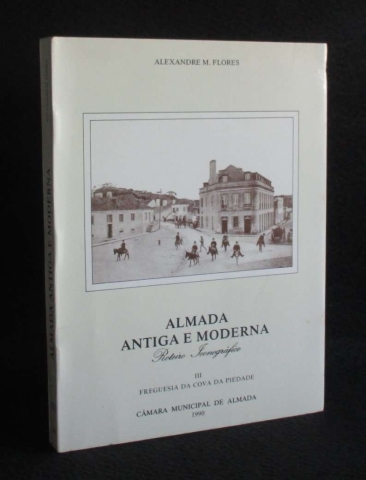 ALEXANDRE M. FLORES
ALMADA
ANTIGA E MODERNA
Roteiro Iconográfico
III
FREGUESIA DA COVA DA PIEDADE
CÂMARA MUNICIPAL DE ALMADA
1990
ALMADA ANTIGA E MODERNA